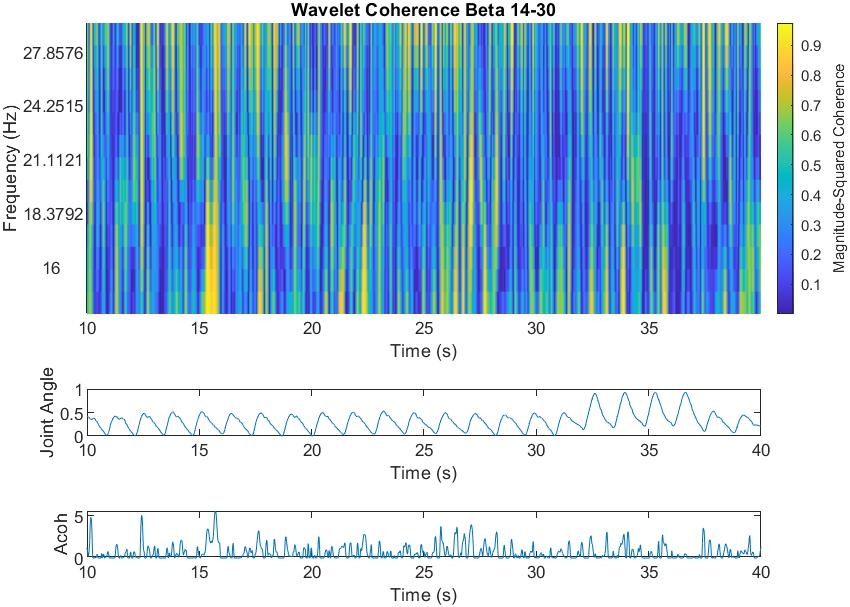 Wavelet Coherence Beta 14-30
Frequency (Hz)
27.8576
24.2515
21.1121
18.3792
16
10 15 20 25 30 35
Time (s)
0.9
0.8
0.7
0.6
0.5
0.4
0.3
0.2
0.1
Magnitude-Squared Coherence
Joint Angle
1
0.5
0
10 15 20 25 30 35 40
Time (s)
Acoh
5
0
10 15 20 25 30 35 40
Time (s)